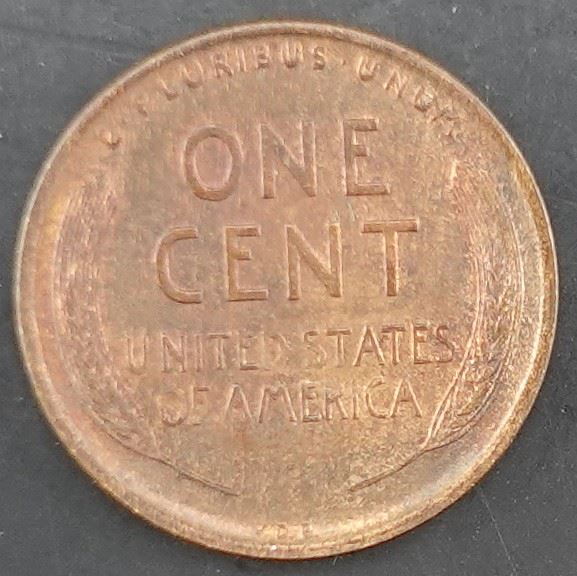 E·PLURIBUS·UNUM
ONE
CENT
UNITED STATES
OF AMERICA
V.D.B.